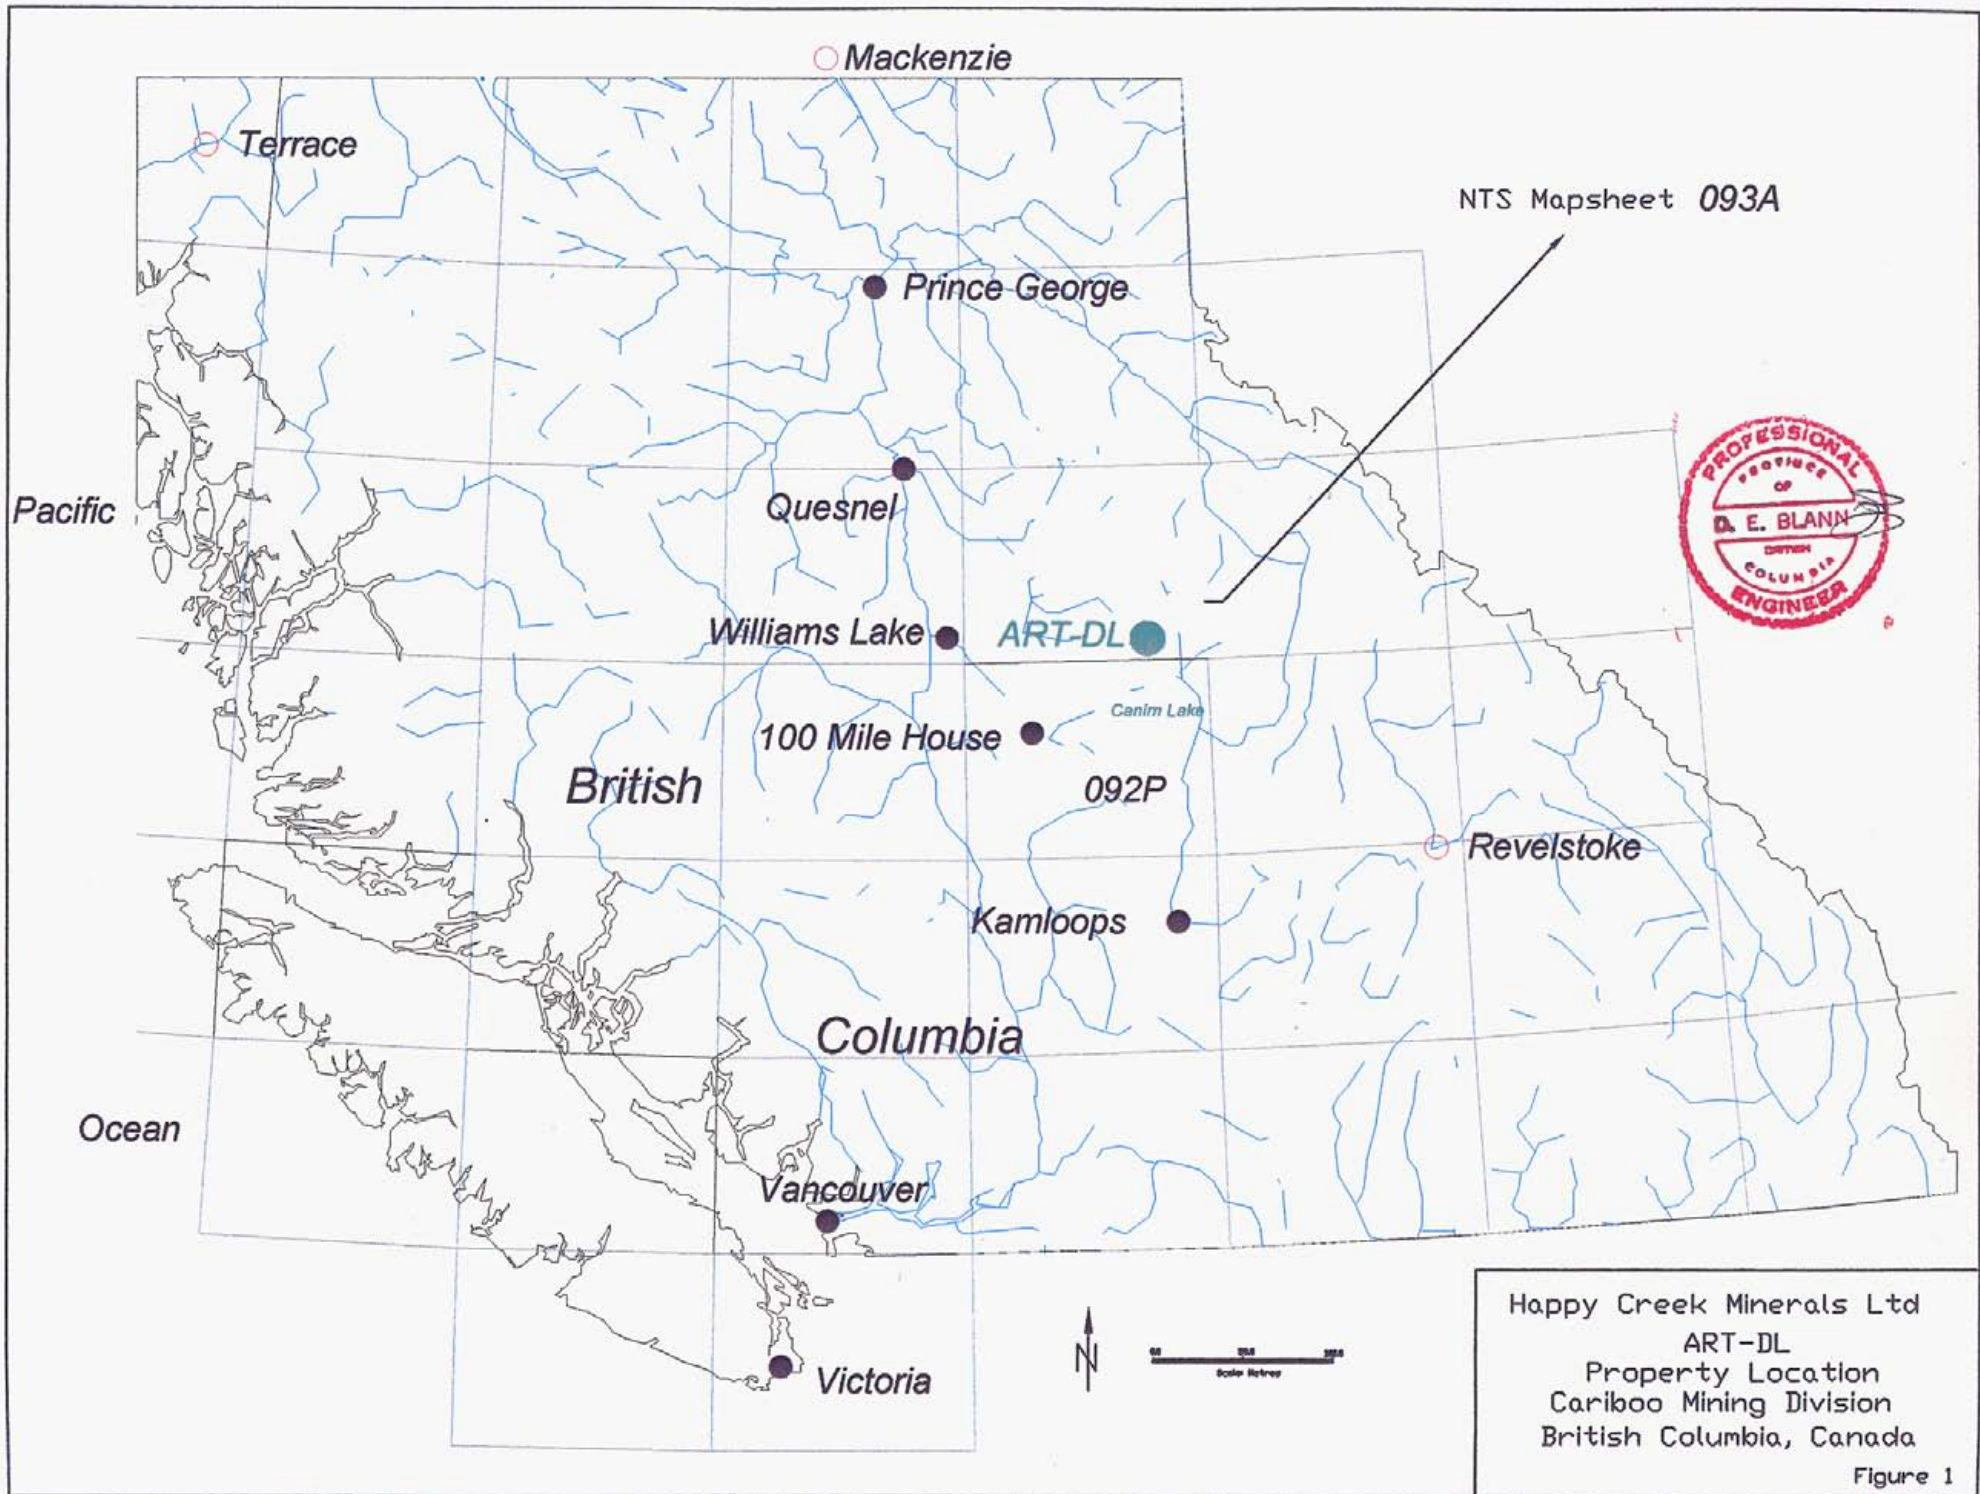 Mackenzie
Terrace
NTS Mapsheet 093A
Prince George
PROFESSIONAL
PROVINCE
OF
D. E. BLANN
BRITISH
COLUMBIA
ENGINEER
Quesnel
Pacific
Williams Lake
ART-DL
Canim Lake
100 Mile House
British
092P
Revelstoke
Kamloops
Columbia
Ocean
Vancouver
Victoria
N
Happy Creek Minerals Ltd
ART-DL
Property Location
Cariboo Mining Division
British Columbia, Canada
Figure 1